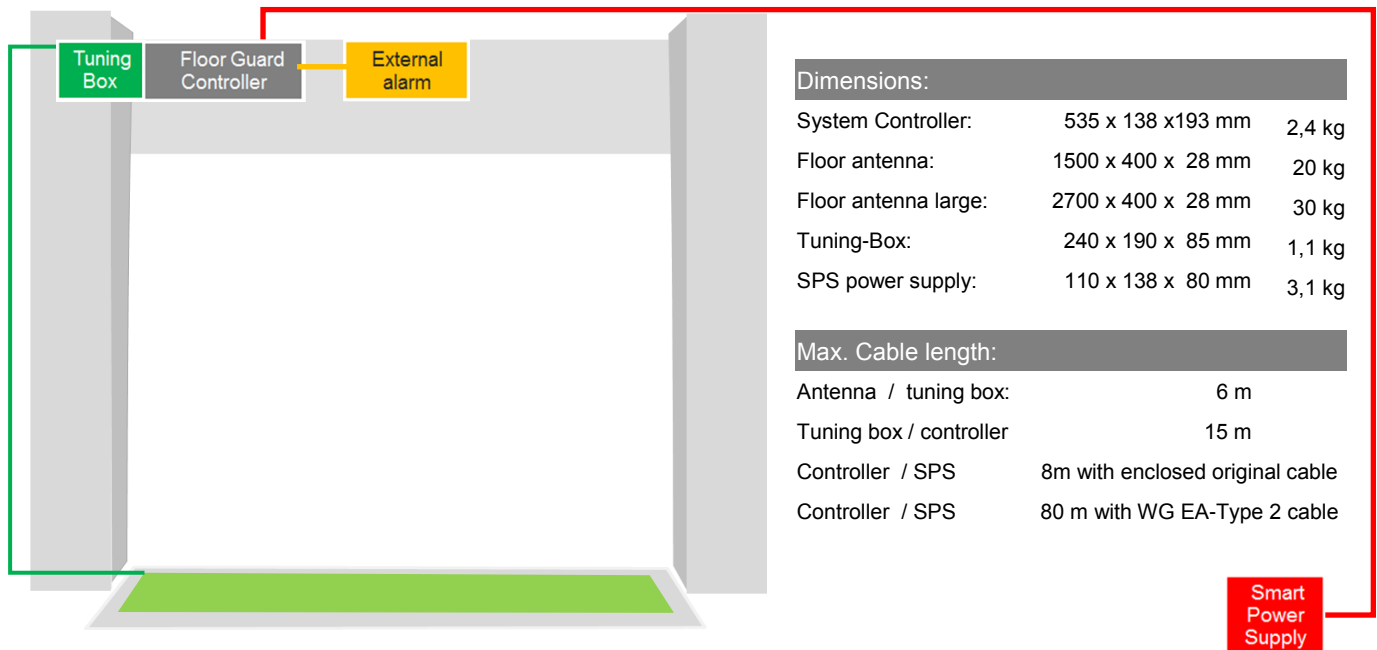 Tuning
Box
Floor Guard
Controller
External
alarm
Dimensions:
System Controller: 535 x 138 x193 mm 2,4 kg
Floor antenna: 1500 x 400 x 28 mm 20 kg
Floor antenna large: 2700 x 400 x 28 mm 30 kg
Tuning-Box: 240 x 190 x 85 mm 1,1 kg
SPS power supply: 110 x 138 x 80 mm 3,1 kg
Max. Cable length:
Antenna / tuning box: 6 m
Tuning box / controller 15 m
Controller / SPS 8m with enclosed original cable
Controller / SPS 80 m with WG EA-Type 2 cable
Smart
Power
Supply